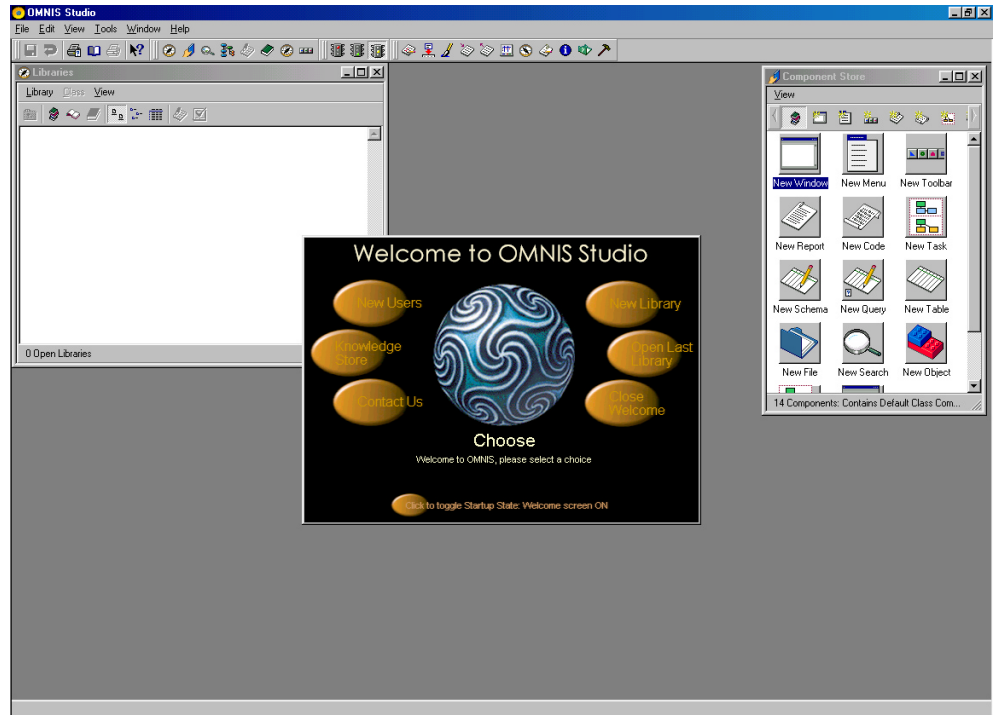 OMNIS Studio
File Edit View Tools Window Help
Libraries
Library Class View
0 Open Libraries
Welcome to OMNIS Studio
New Users
New Library
Knowledge
Store
Open Last
Library
Contact Us
Close
Welcome
Choose
Welcome to OMNIS, please select a choice
Click to toggle Startup State: Welcome screen ON
Component Store
View
New Window New Menu New Toolbar
New Report New Code New Task
New Schema New Query New Table
New File New Search New Object
14 Components: Contains Default Class Com...